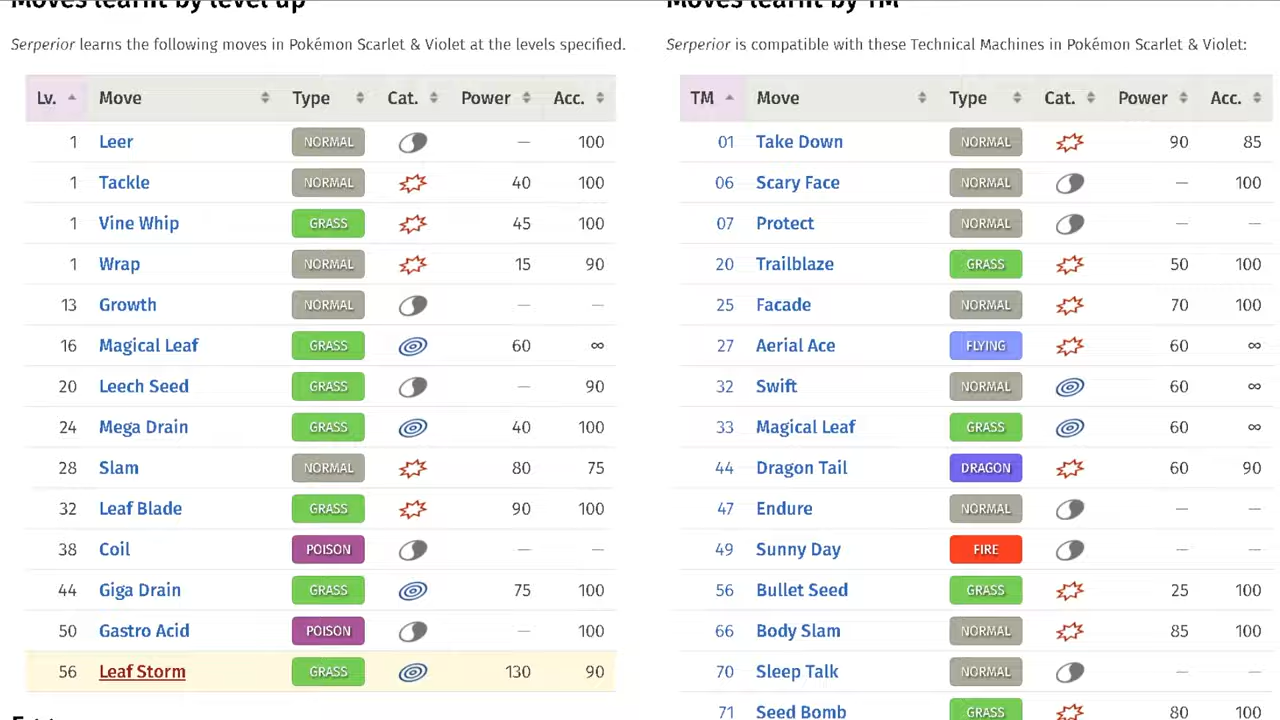 Moves learnt by level up
Serperior learns the following moves in Pokémon Scarlet & Violet at the levels specified.
Lv. Move Type Cat. Power Acc.
1 Leer NORMAL — 100
1 Tackle NORMAL 40 100
1 Vine Whip GRASS 45 100
1 Wrap NORMAL 15 90
13 Growth NORMAL — —
16 Magical Leaf GRASS 60 ∞
20 Leech Seed GRASS — 90
24 Mega Drain GRASS 40 100
28 Slam NORMAL 80 75
32 Leaf Blade GRASS 90 100
38 Coil POISON — —
44 Giga Drain GRASS 75 100
50 Gastro Acid POISON — 100
56 Leaf Storm GRASS 130 90
Moves learnt by TM
Serperior is compatible with these Technical Machines in Pokémon Scarlet & Violet:
TM Move Type Cat. Power Acc.
01 Take Down NORMAL 90 85
06 Scary Face NORMAL — 100
07 Protect NORMAL — —
20 Trailblaze GRASS 50 100
25 Facade NORMAL 70 100
27 Aerial Ace FLYING 60 ∞
32 Swift NORMAL 60 ∞
33 Magical Leaf GRASS 60 ∞
44 Dragon Tail DRAGON 60 90
47 Endure NORMAL — —
49 Sunny Day FIRE — —
56 Bullet Seed GRASS 25 100
66 Body Slam NORMAL 85 100
70 Sleep Talk NORMAL — —
71 Seed Bomb GRASS 80 100